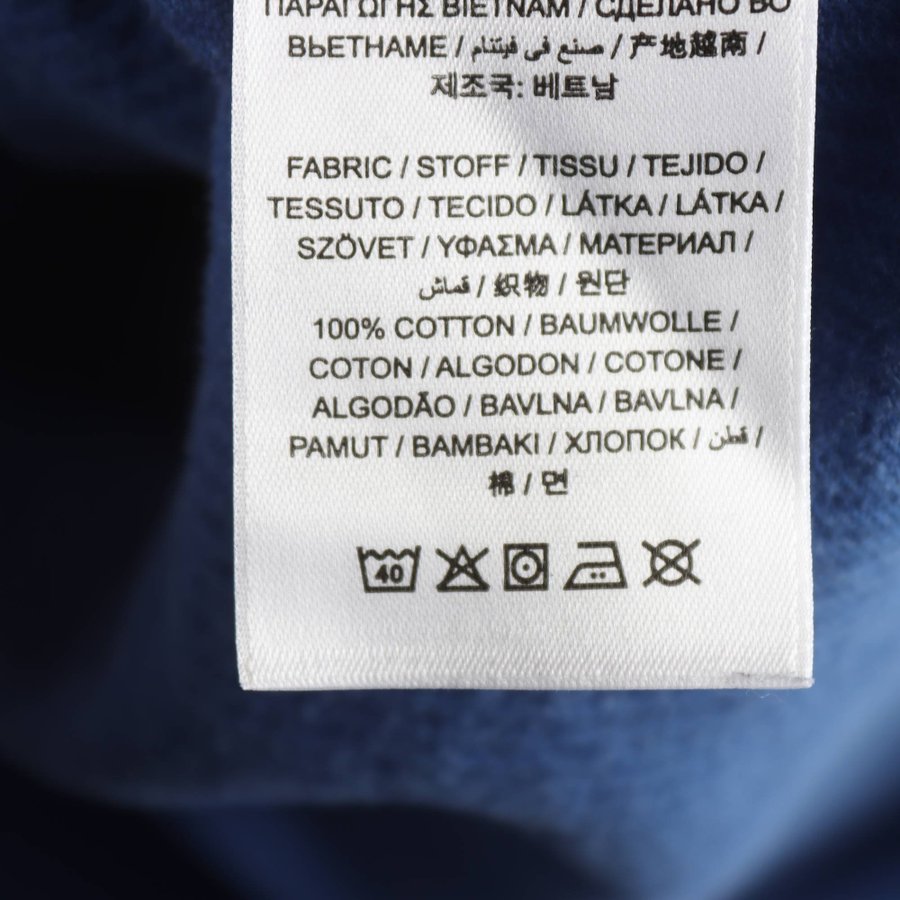 ΠΑΡΑΓΩΓΗΣ ΒΙΕΤΝΑΜ / СДЕЛАНО ВО
ВЬЕТНАМЕ / صنع في فيتنام / 产地越南 /
제조국: 베트남
FABRIC / STOFF / TISSU / TEJIDO /
TESSUTO / TECIDO / LÁTKA / LÁTKA /
SZÖVET / ΥΦΑΣΜΑ / МАТЕРИАЛ /
قماش / 织物 / 원단
100% COTTON / BAUMWOLLE /
COTON / ALGODON / COTONE /
ALGODÃO / BAVLNA / BAVLNA /
PAMUT / ΒΑΜΒΑΚΙ / ХЛОПОК / قطن /
棉 / 면
40